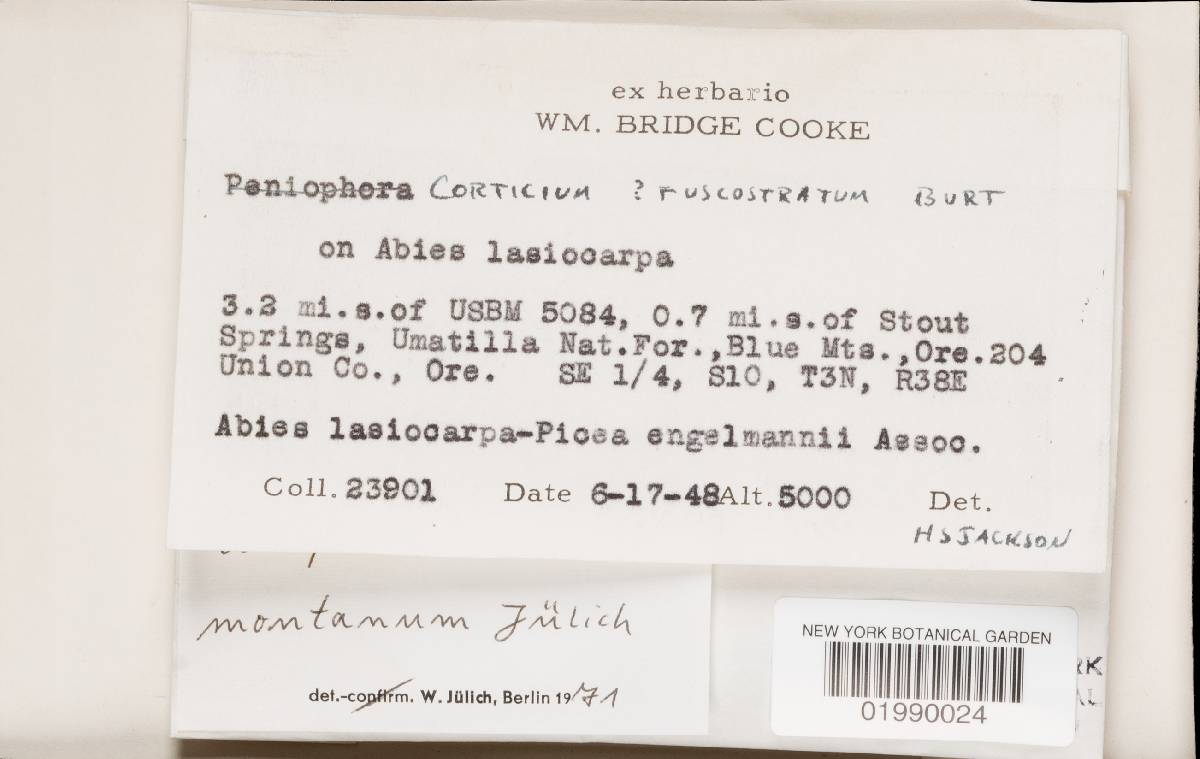 ex herbario
WM. BRIDGE COOKE
Peniophora CORTICIUM ? FUSCOSTRATUM BURT
on Abies lasiocarpa
3.2 mi.s.of USBM 5084, 0.7 mi.s.of Stout
Springs, Umatilla Nat.For.,Blue Mts.,Ore.204
Union Co., Ore. SE 1/4, S10, T3N, R38E
Abies lasiocarpa-Picea engelmannii Assoc.
Coll. 23901 Date 6-17-48 Alt. 5000 Det.
HSJACKSON
montanum Jülich
det.-confirm. W. Jülich, Berlin 1971
NEW YORK BOTANICAL GARDEN
01990024